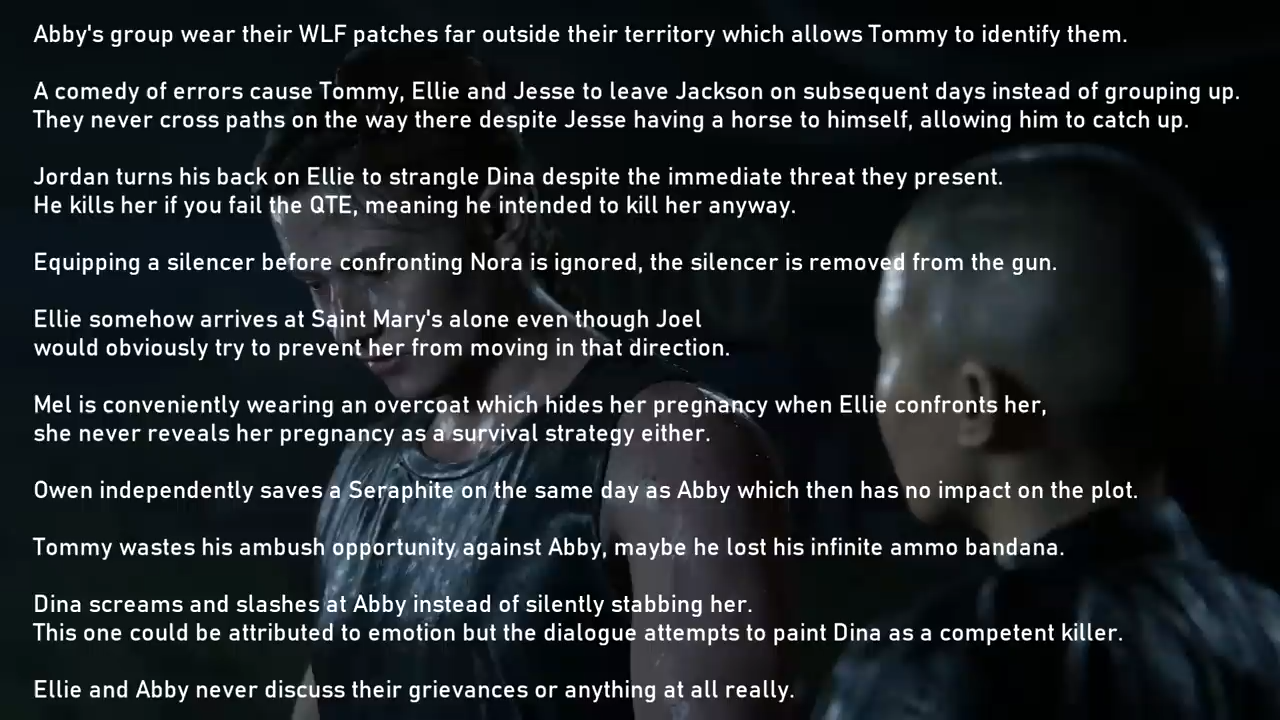 Abby's group wear their WLF patches far outside their territory which allows Tommy to identify them.
A comedy of errors cause Tommy, Ellie and Jesse to leave Jackson on subsequent days instead of grouping up.
They never cross paths on the way there despite Jesse having a horse to himself, allowing him to catch up.
Jordan turns his back on Ellie to strangle Dina despite the immediate threat they present.
He kills her if you fail the QTE, meaning he intended to kill her anyway.
Equipping a silencer before confronting Nora is ignored, the silencer is removed from the gun.
Ellie somehow arrives at Saint Mary's alone even though Joel
would obviously try to prevent her from moving in that direction.
Mel is conveniently wearing an overcoat which hides her pregnancy when Ellie confronts her,
she never reveals her pregnancy as a survival strategy either.
Owen independently saves a Seraphite on the same day as Abby which then has no impact on the plot.
Tommy wastes his ambush opportunity against Abby, maybe he lost his infinite ammo bandana.
Dina screams and slashes at Abby instead of silently stabbing her.
This one could be attributed to emotion but the dialogue attempts to paint Dina as a competent killer.
Ellie and Abby never discuss their grievances or anything at all really.